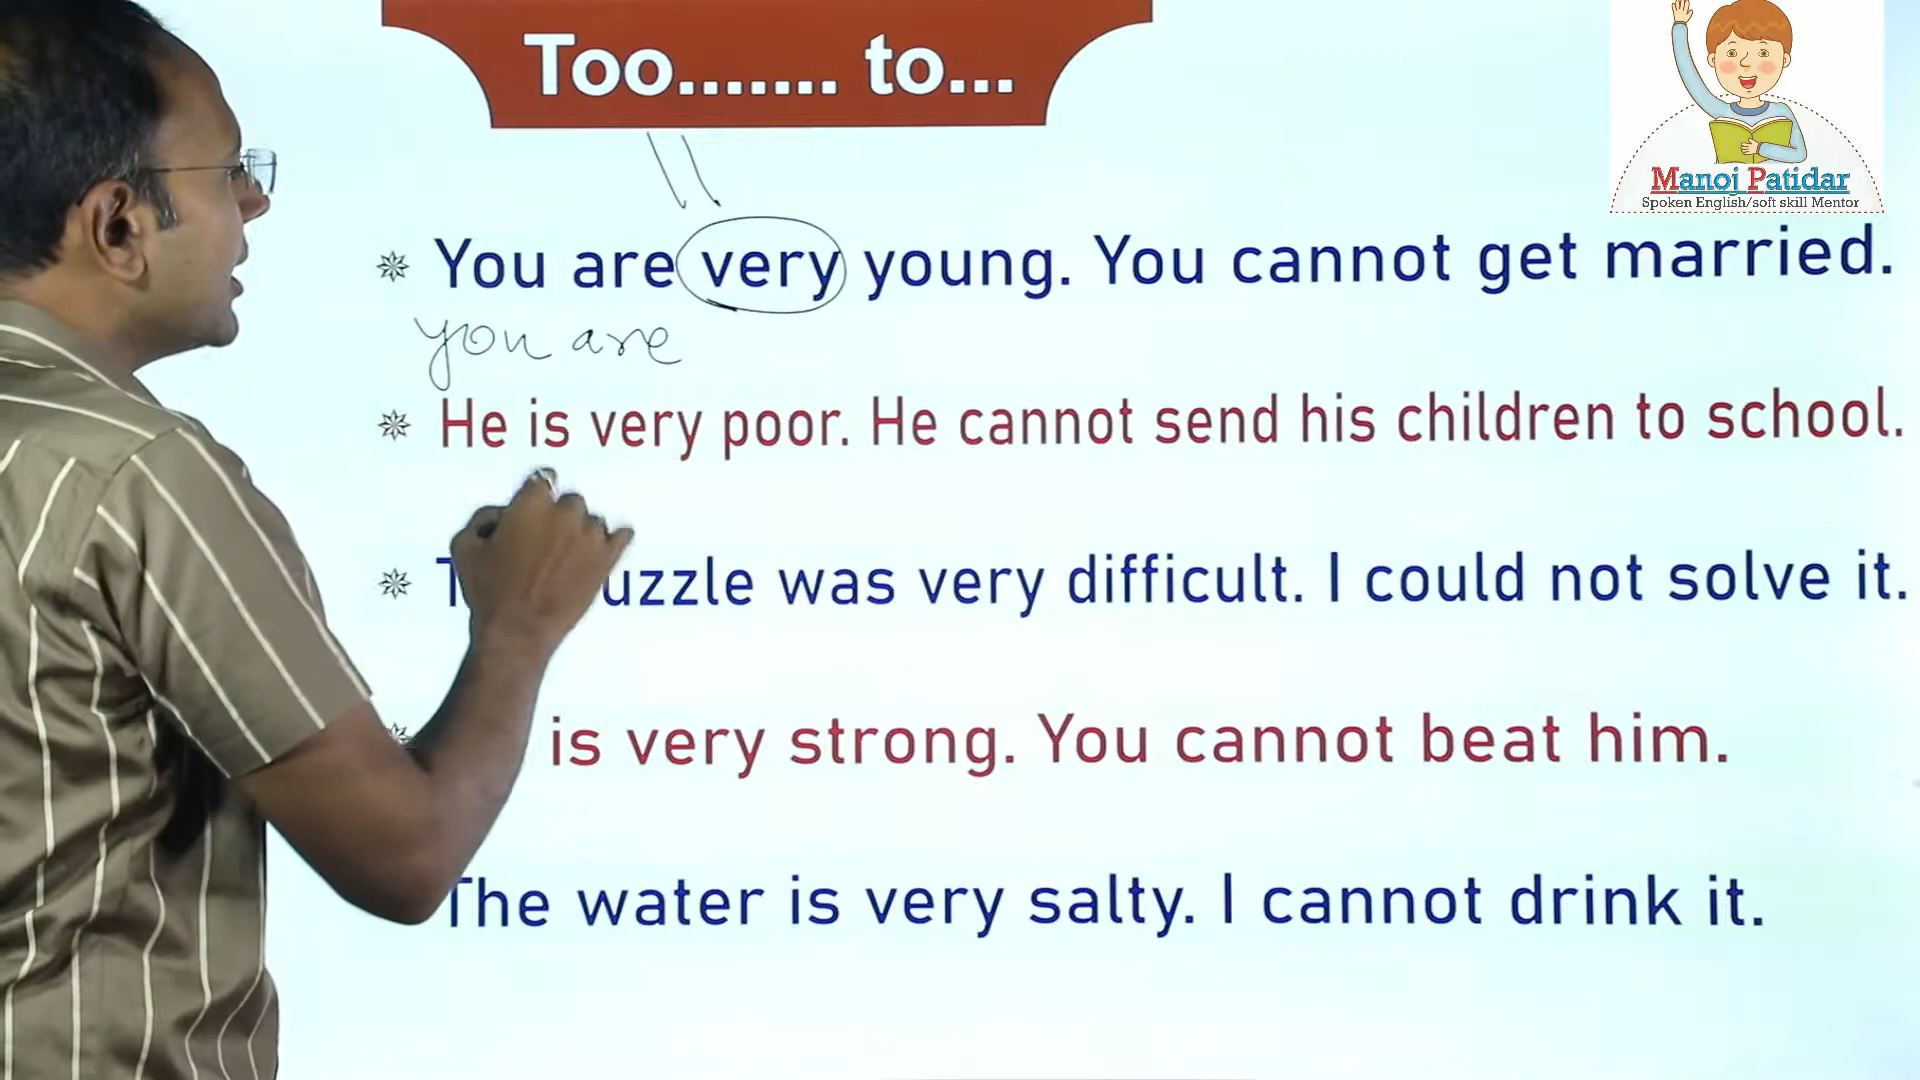 Too....... to...
Manoj Patidar
Spoken English/soft skill Mentor
You are very young. You cannot get married.
you are
He is very poor. He cannot send his children to school.
was very difficult. I could not solve it.
is very strong. You cannot beat him.
The water is very salty. I cannot drink it.